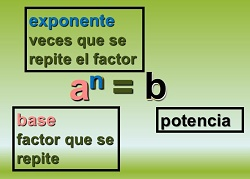 exponente
veces que se
repite el factor
aⁿ = b
base
factor que se
repite
potencia